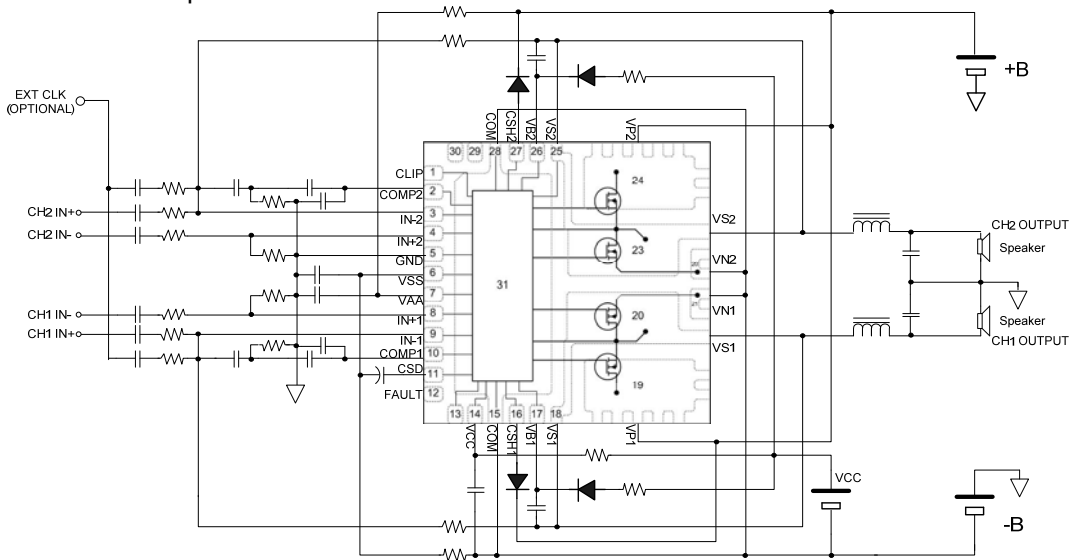 +B
EXT CLK
(OPTIONAL)
COM
CSH2
VB2
VS2
VP2
30
29
28
27
26
25
CLIP
1
COMP2
2
IN-2
3
IN+2
4
GND
5
VSS
6
VAA
7
IN+1
8
IN-1
9
COMP1
10
CSD
11
FAULT
12
CH2 IN+
CH2 IN-
CH1 IN-
CH1 IN+
31
24
23
20
19
VS2
VN2
VN1
VS1
CH2 OUTPUT
Speaker
Speaker
CH1 OUTPUT
13
14
15
16
17
18
VCC
COM
CSH1
VB1
VS1
VP1
VCC
-B